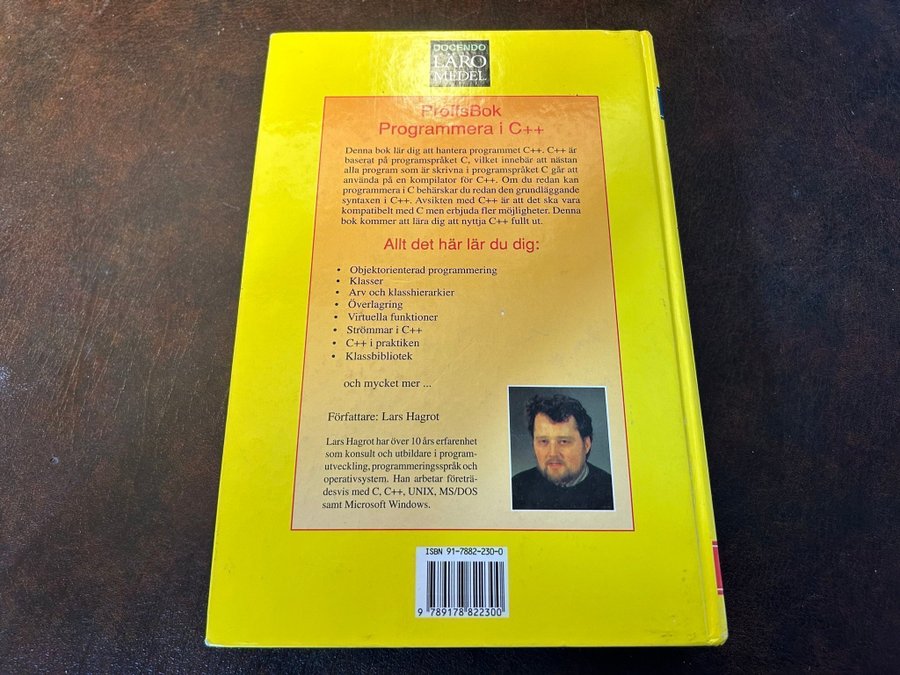 DOCENDO
LÄRO
MEDEL
ProffsBok
Programmera i C++
Denna bok lär dig att hantera programmet C++. C++ är
baserat på programspråket C, vilket innebär att nästan
alla program som är skrivna i programspråket C går att
använda på en kompilator för C++. Om du redan kan
programmera i C behärskar du redan den grundläggande
syntaxen i C++. Avsikten med C++ är att det ska vara
kompatibelt med C men erbjuda fler möjligheter. Denna
bok kommer att lära dig att nyttja C++ fullt ut.
Allt det här lär du dig:
• Objektorienterad programmering
• Klasser
• Arv och klasshierarkier
• Överlagring
• Virtuella funktioner
• Strömmar i C++
• C++ i praktiken
• Klassbibliotek
och mycket mer ...
Författare: Lars Hagrot
Lars Hagrot har över 10 års erfarenhet
som konsult och utbildare i program-
utveckling, programmeringsspråk och
operativsystem. Han arbetar företrä-
desvis med C, C++, UNIX, MS/DOS
samt Microsoft Windows.
ISBN 91-7882-230-0
9 789178 822300